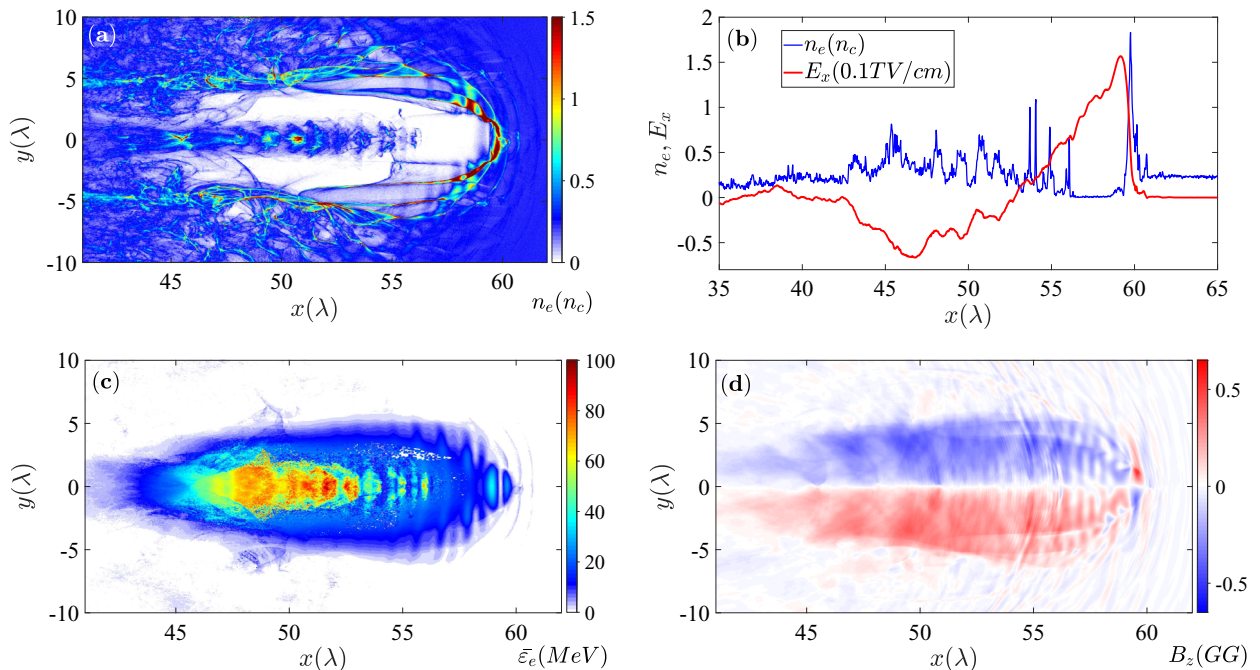 (a)
10
5
0
-5
-10
y(λ)
45 50 55 60
x(λ)
1.5
1
0.5
0
n_e(n_c)
(b)
n_e(n_c)
E_x(0.1TV/cm)
2
1.5
1
0.5
0
-0.5
n_e, E_x
35 40 45 50 55 60 65
x(λ)
(c)
10
5
0
-5
-10
y(λ)
45 50 55 60
x(λ)
100
80
60
40
20
0
ε̄_e(MeV)
(d)
10
5
0
-5
-10
y(λ)
45 50 55 60
x(λ)
0.5
0
-0.5
B_z(GG)